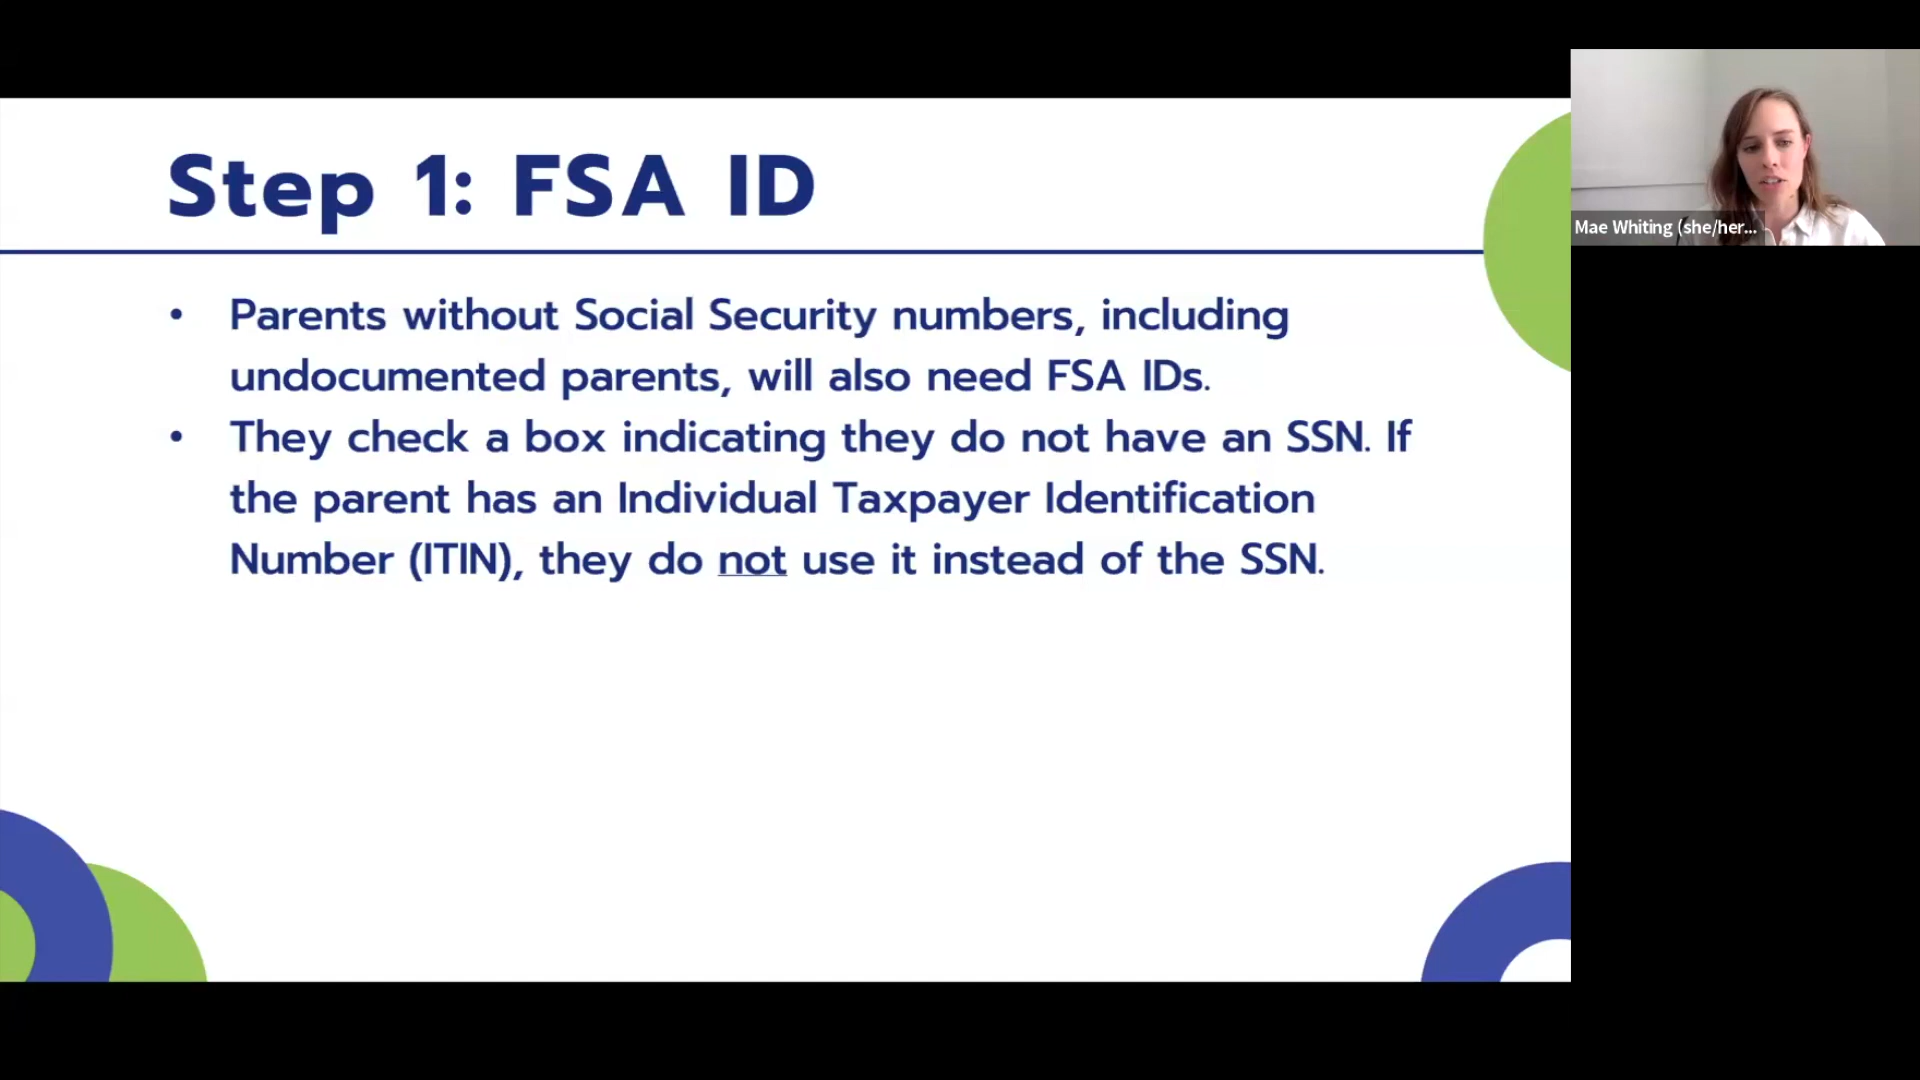 Step 1: FSA ID
• Parents without Social Security numbers, including
undocumented parents, will also need FSA IDs.
• They check a box indicating they do not have an SSN. If
the parent has an Individual Taxpayer Identification
Number (ITIN), they do not use it instead of the SSN.
Mae Whiting (she/her...